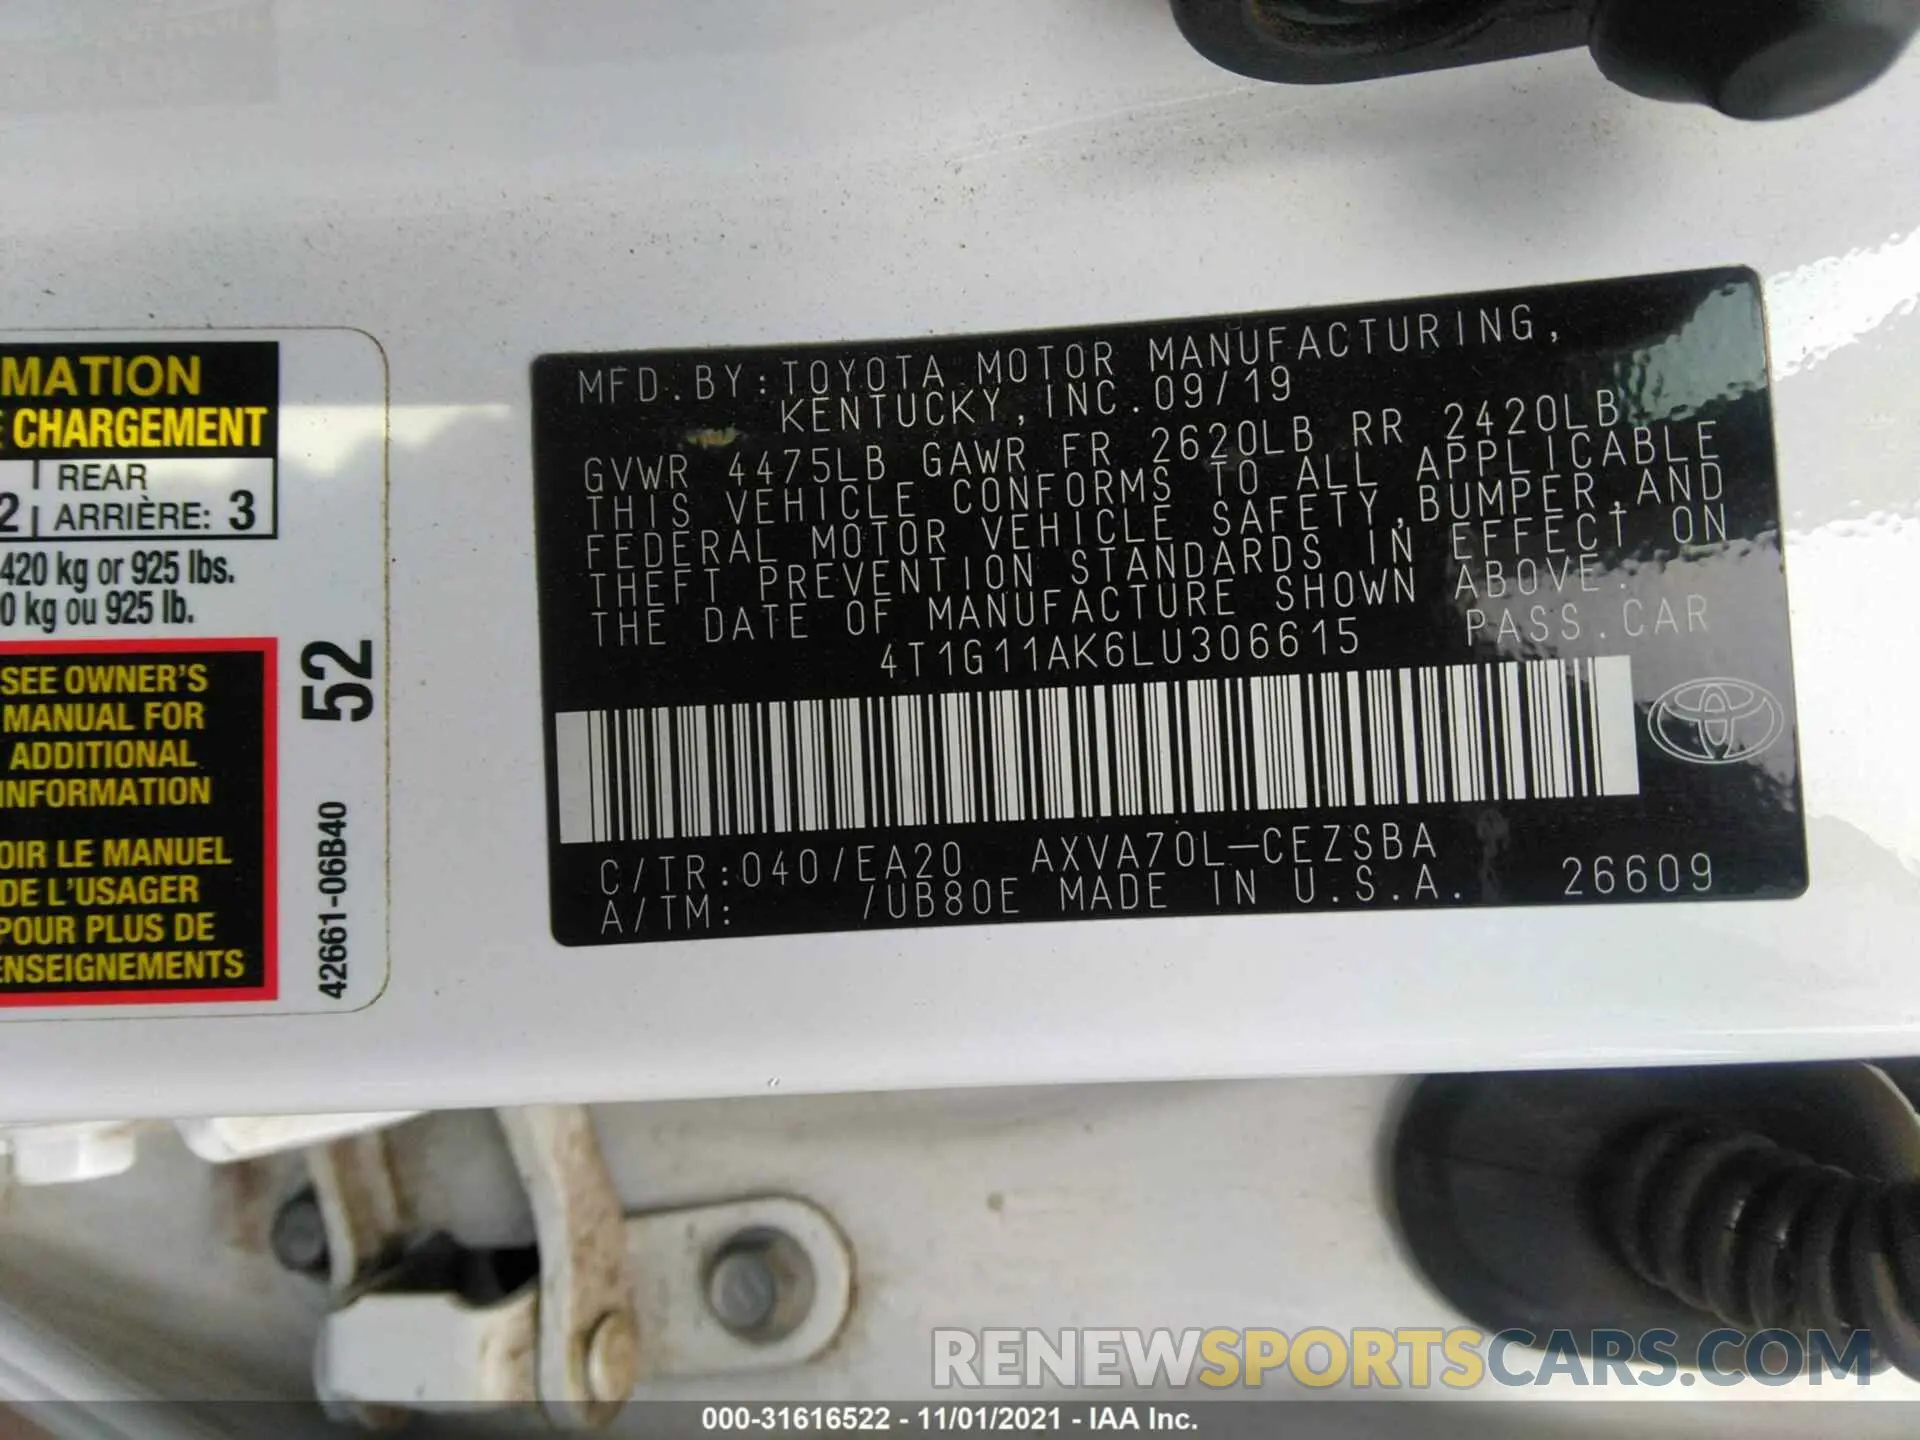 MATION
E CHARGEMENT
REAR
2 ARRIÈRE: 3
420 kg or 925 lbs.
0 kg ou 925 lb.
SEE OWNER'S
MANUAL FOR
ADDITIONAL
INFORMATION
OIR LE MANUEL
DE L'USAGER
POUR PLUS DE
ENSEIGNEMENTS
52
42661-06B40
MFD.BY:TOYOTA MOTOR MANUFACTURING,
KENTUCKY,INC.09/19
GVWR 4475LB GAWR FR 2620LB RR 2420LB
THIS VEHICLE CONFORMS TO ALL APPLICABLE
FEDERAL MOTOR VEHICLE SAFETY,BUMPER,AND
THEFT PREVENTION STANDARDS IN EFFECT ON
THE DATE OF MANUFACTURE SHOWN ABOVE.
4T1G11AK6LU306615 PASS.CAR
C/TR:040/EA20 AXVA70L-CEZSBA
A/TM: /UB80E MADE IN U.S.A. 26609
RENEWSPORTSCARS.COM
000-31616522 - 11/01/2021 - IAA Inc.